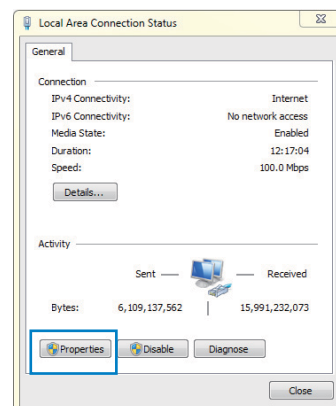 Local Area Connection Status
General
Connection
IPv4 Connectivity: Internet
IPv6 Connectivity: No network access
Media State: Enabled
Duration: 12:17:04
Speed: 100.0 Mbps
Details...
Activity
Sent — — Received
Bytes: 6,109,137,562 | 15,991,232,073
Properties Disable Diagnose
Close